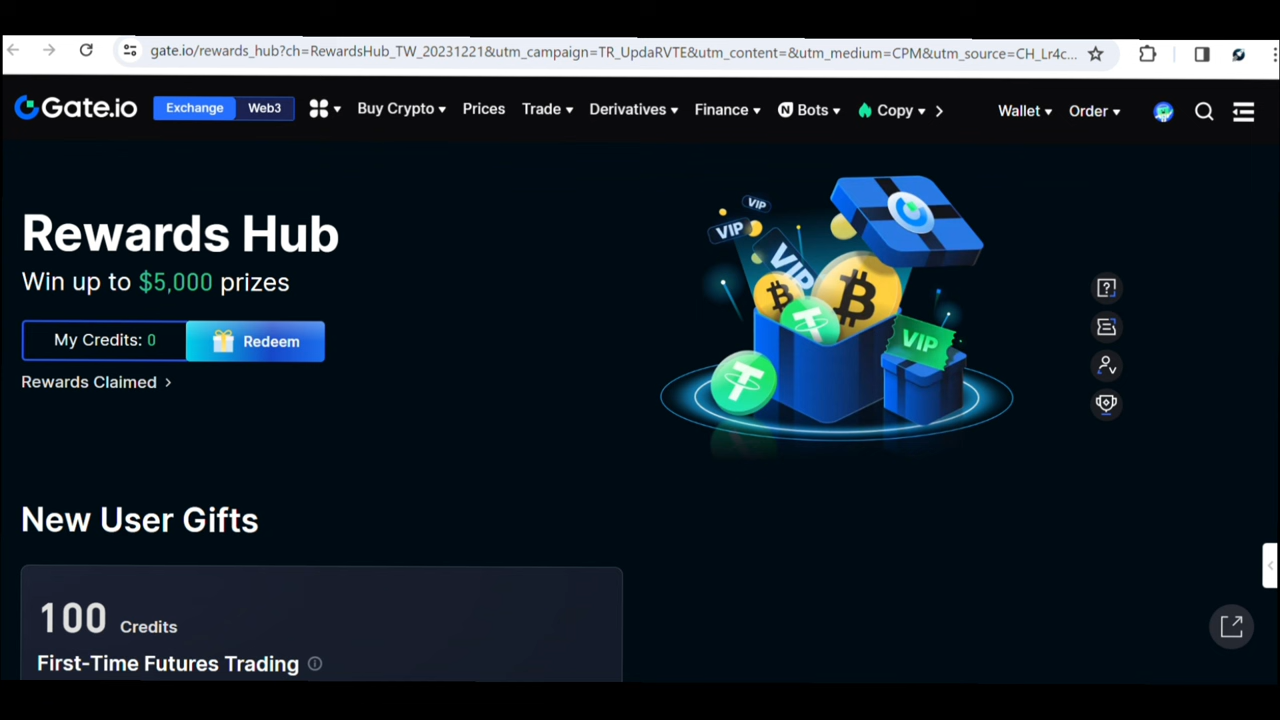 gate.io/rewards_hub?ch=RewardsHub_TW_20231221&utm_campaign=TR_UpdaRVTE&utm_content=&utm_medium=CPM&utm_source=CH_Lr4c...
Gate.io Exchange Web3 Buy Crypto Prices Trade Derivatives Finance Bots Copy Wallet Order
Rewards Hub
Win up to $5,000 prizes
My Credits: 0 Redeem
Rewards Claimed >
VIP
VIP
VIP
VIP
New User Gifts
100 Credits
First-Time Futures Trading